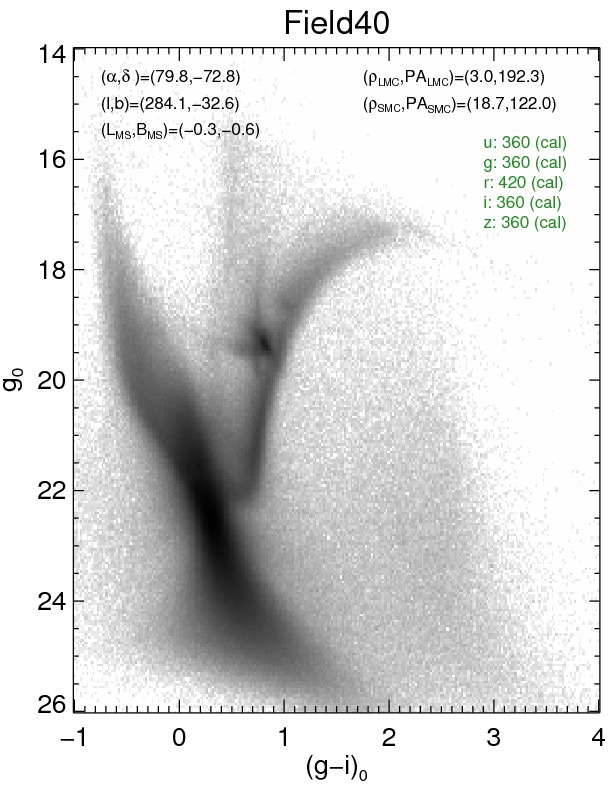 Field40
(α,δ )=(79.8,−72.8)
(ρLMC,PALMC)=(3.0,192.3)
(l,b)=(284.1,−32.6)
(ρSMC,PASMC)=(18.7,122.0)
(LMS,BMS)=(−0.3,−0.6)
u: 360 (cal)
g: 360 (cal)
r: 420 (cal)
i: 360 (cal)
z: 360 (cal)
14
16
18
20
22
24
26
g0
−1 0 1 2 3 4
(g−i)0